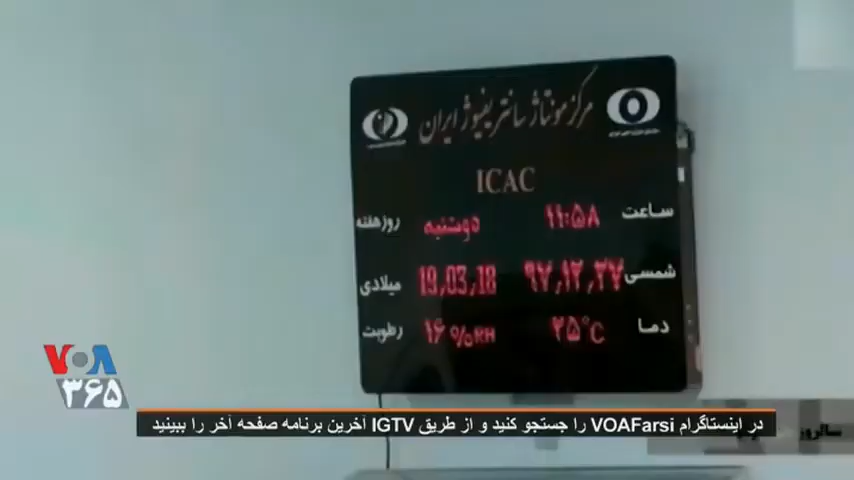 مرکز مونتاژ سانتریفیوژ ایران
ICAC
ساعت ۱۱:۵۸ دوشنبه روز هفته
شمسی ۹۷,۱۲,۲۷ 19,03,18 میلادی
دما ۲۵°C ۱۶ %RH رطوبت
VOA
۳۶۵
در اینستاگرام VOAFarsi را جستجو کنید و از طریق IGTV آخرین برنامه صفحه آخر را ببینید
سالروز